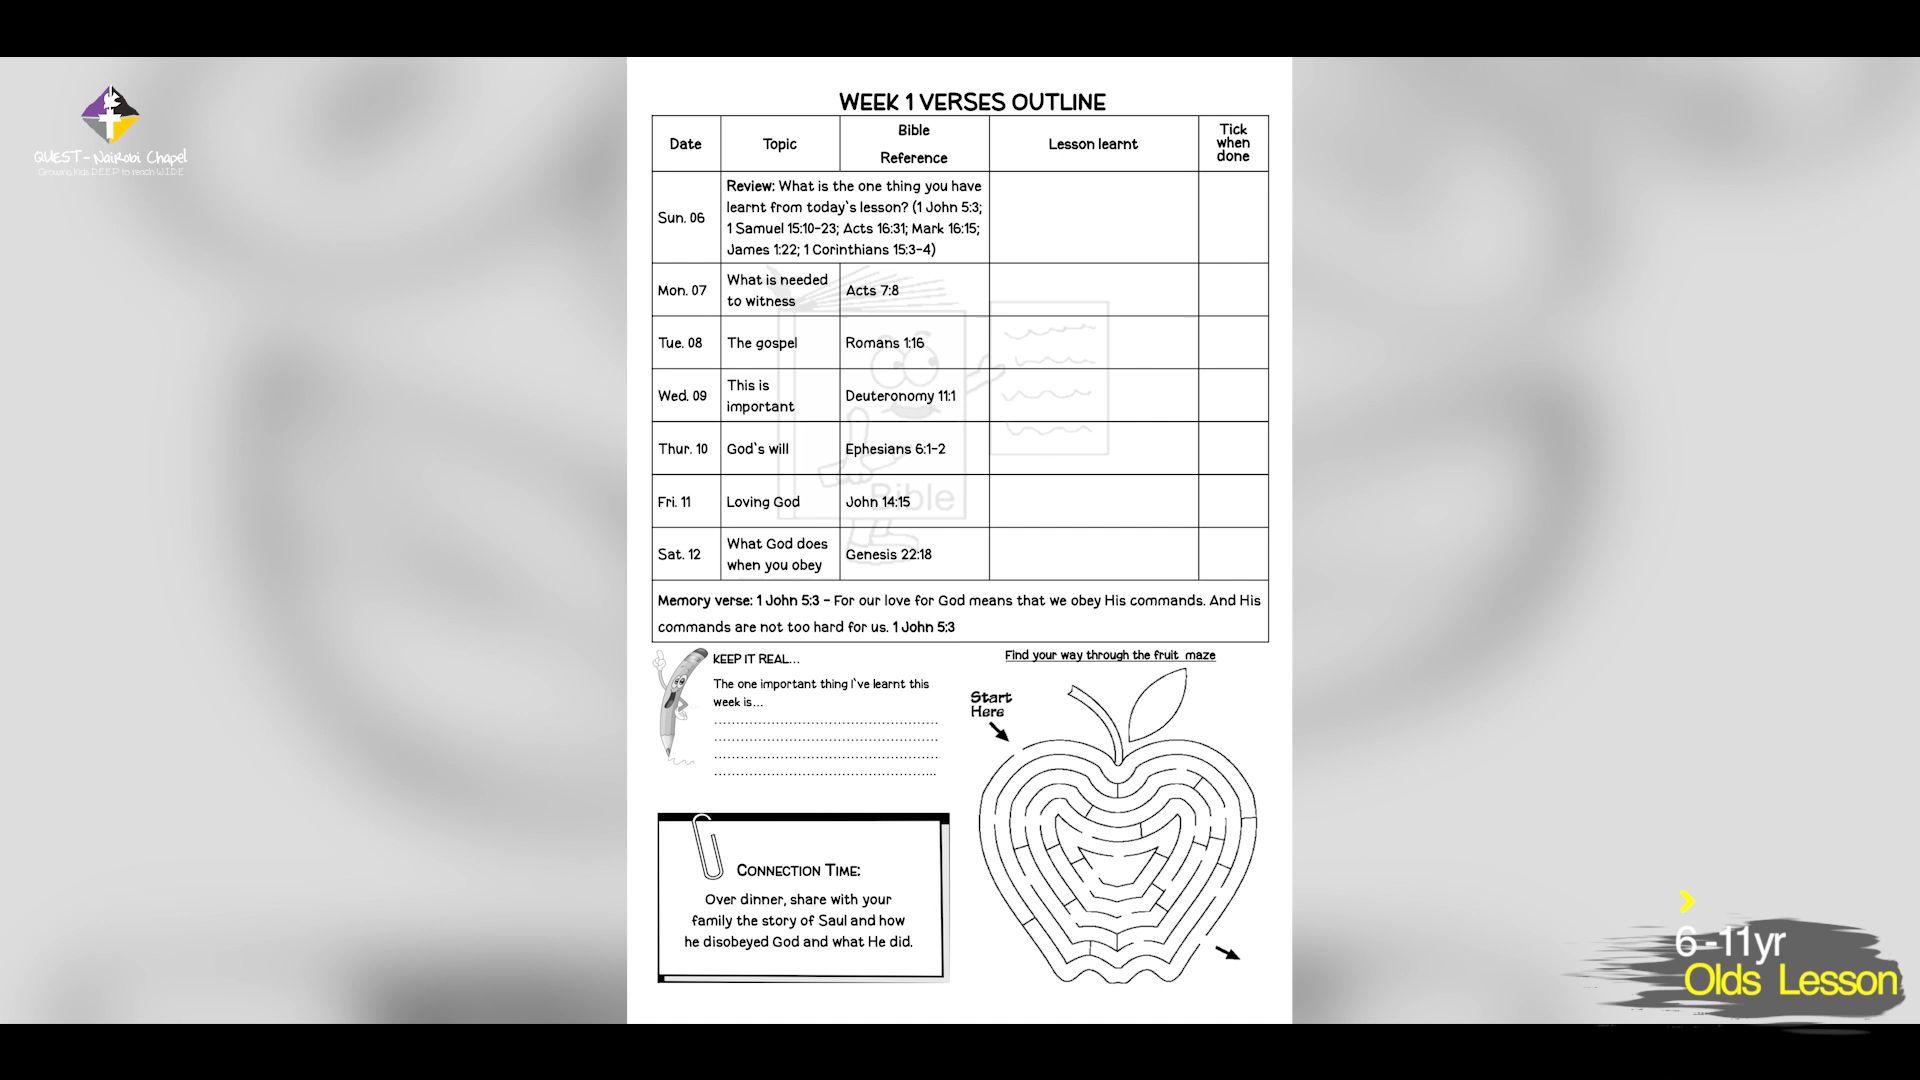 QUEST - NaiRobi Chapel
Growing Kids D.E.E.P to reach W.I.D.E
WEEK 1 VERSES OUTLINE
Date
Topic
Bible
Reference
Lesson learnt
Tick
when
done
Sun. 06
Review: What is the one thing you have
learnt from today`s lesson? (1 John 5:3;
1 Samuel 15:10-23; Acts 16:31; Mark 16:15;
James 1:22; 1 Corinthians 15:3-4)
Mon. 07
What is needed
to witness
Acts 7:8
Tue. 08
The gospel
Romans 1:16
Wed. 09
This is
important
Deuteronomy 11:1
Thur. 10
God`s will
Ephesians 6:1-2
Fri. 11
Loving God
John 14:15
Bible
Sat. 12
What God does
when you obey
Genesis 22:18
Memory verse: 1 John 5:3 - For our love for God means that we obey His commands. And His
commands are not too hard for us. 1 John 5:3
KEEP IT REAL...
The one important thing I`ve learnt this
week is...
Find your way through the fruit maze
Start
Here
CONNECTION TIME:
Over dinner, share with your
family the story of Saul and how
he disobeyed God and what He did.
6-11yr
Olds Lesson